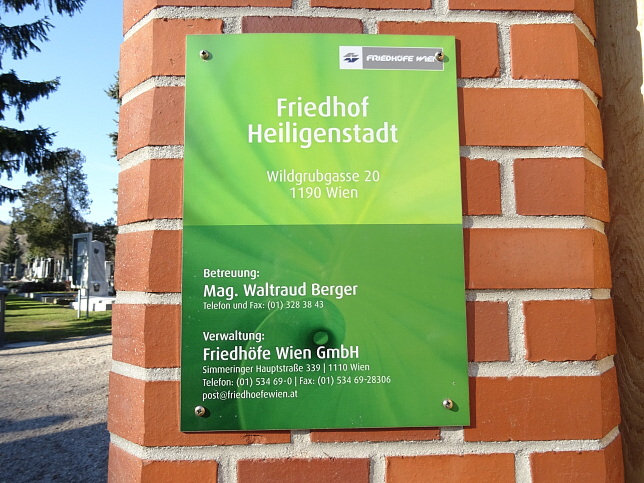 FRIEDHÖFE WIEN
Friedhof
Heiligenstadt
Wildgrubgasse 20
1190 Wien
Betreuung:
Mag. Waltraud Berger
Telefon und Fax: (01) 328 38 43
Verwaltung:
Friedhöfe Wien GmbH
Simmeringer Hauptstraße 339 | 1110 Wien
Telefon: (01) 534 69-0 | Fax: (01) 534 69-28306
post@friedhoefewien.at